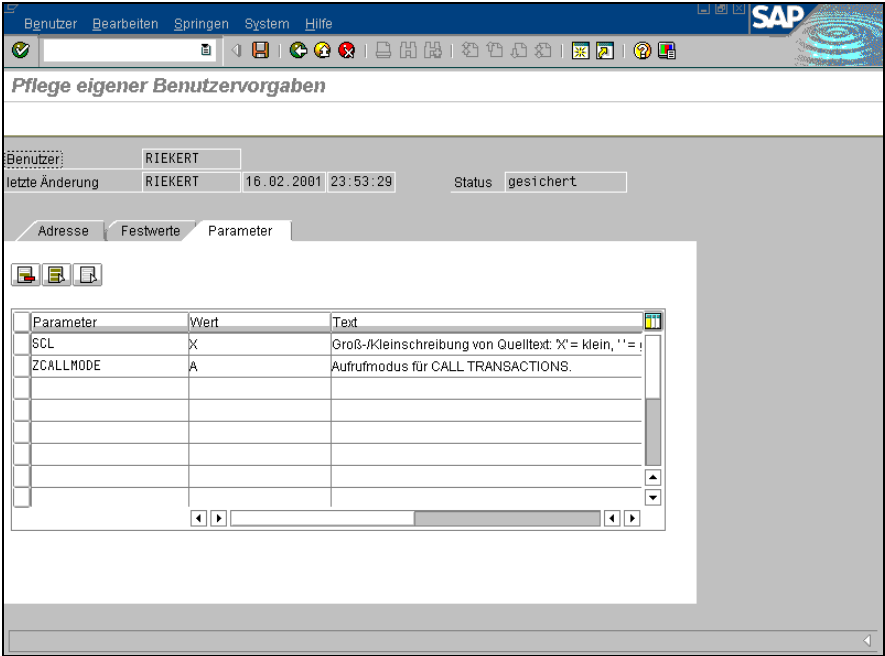 Benutzer Bearbeiten Springen System Hilfe
SAP
Pflege eigener Benutzervorgaben
Benutzer RIEKERT
letzte Änderung RIEKERT 16.02.2001 23:53:29 Status gesichert
Adresse Festwerte Parameter
Parameter Wert Text
SCL X Groß-/Kleinschreibung von Quelltext: 'X' = klein, ' ' =
ZCALLMODE A Aufrufmodus für CALL TRANSACTIONS.